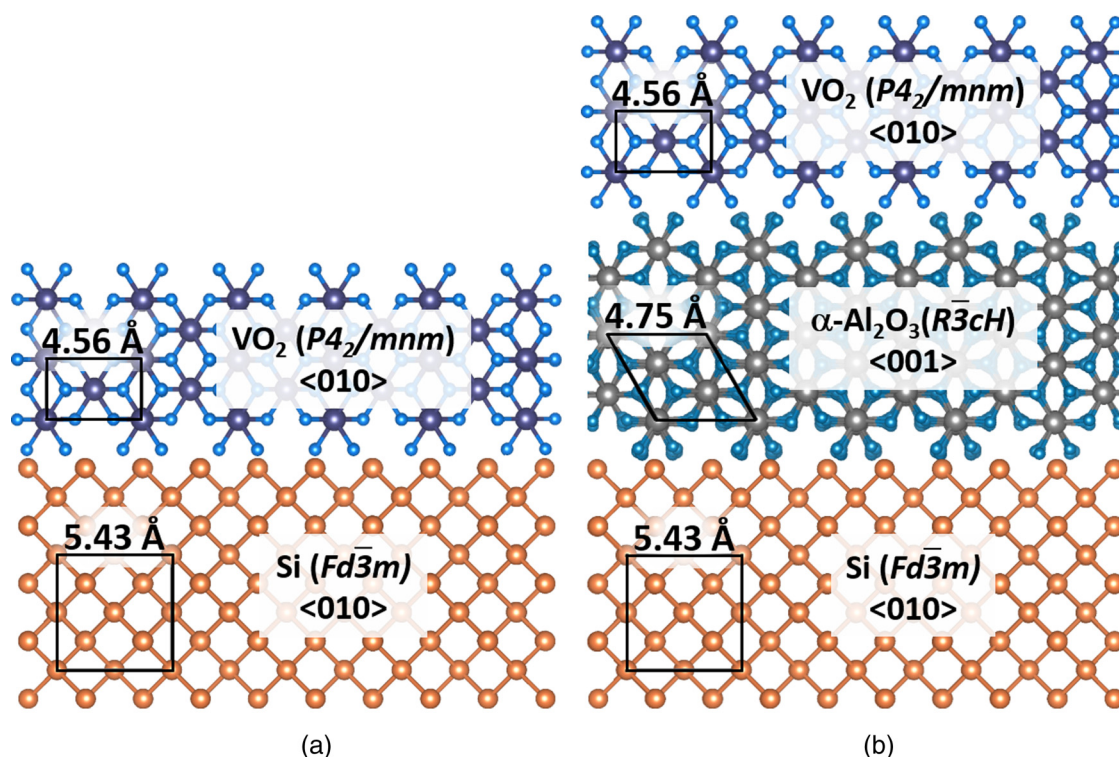 4.56 Å
VO₂ (P4₂/mnm)
<010>
5.43 Å
Si (Fd3̅m)
<010>
(a)
4.56 Å
VO₂ (P4₂/mnm)
<010>
4.75 Å
α-Al₂O₃(R3̅cH)
<001>
5.43 Å
Si (Fd3̅m)
<010>
(b)